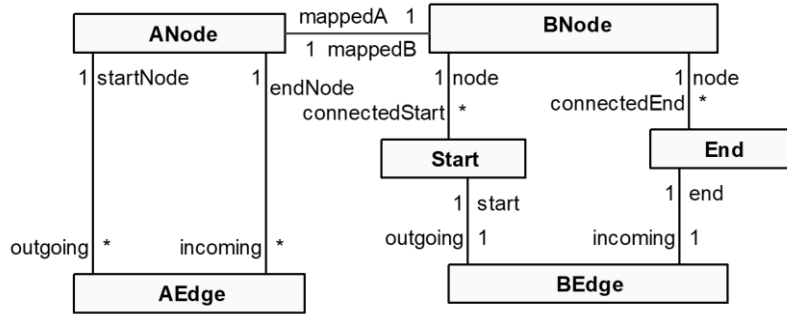 mappedA 1
ANode
BNode
1 mappedB
1 startNode
1
endNode
1 node
connectedStart *
1 node
connectedEnd *
Start
End
1 start
1 end
outgoing *
incoming *
outgoing 1
incoming 1
AEdge
BEdge